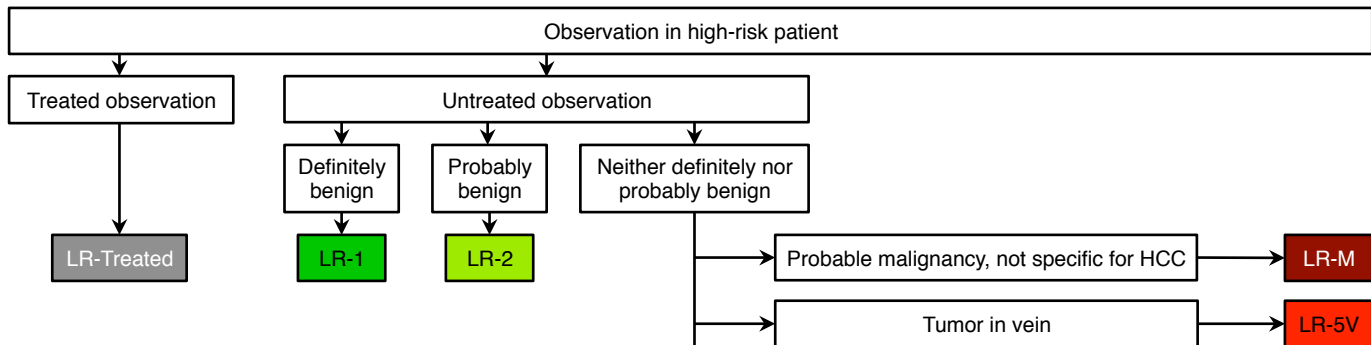 Observation in high-risk patient
Treated observation
Untreated observation
Definitely
benign
Probably
benign
Neither definitely nor
probably benign
LR-Treated
LR-1
LR-2
Probable malignancy, not specific for HCC
LR-M
Tumor in vein
LR-5V